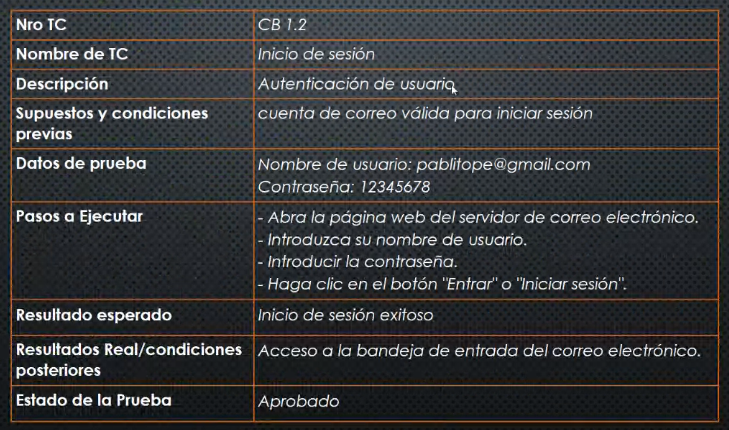 Nro TC CB 1.2
Nombre de TC Inicio de sesión
Descripción Autenticación de usuario
Supuestos y condiciones cuenta de correo válida para iniciar sesión
previas
Datos de prueba Nombre de usuario: pablitope@gmail.com
Contraseña: 12345678
Pasos a Ejecutar - Abra la página web del servidor de correo electrónico.
- Introduzca su nombre de usuario.
- Introducir la contraseña.
- Haga clic en el botón "Entrar" o "Iniciar sesión".
Resultado esperado Inicio de sesión exitoso
Resultados Real/condiciones Acceso a la bandeja de entrada del correo electrónico.
posteriores
Estado de la Prueba Aprobado